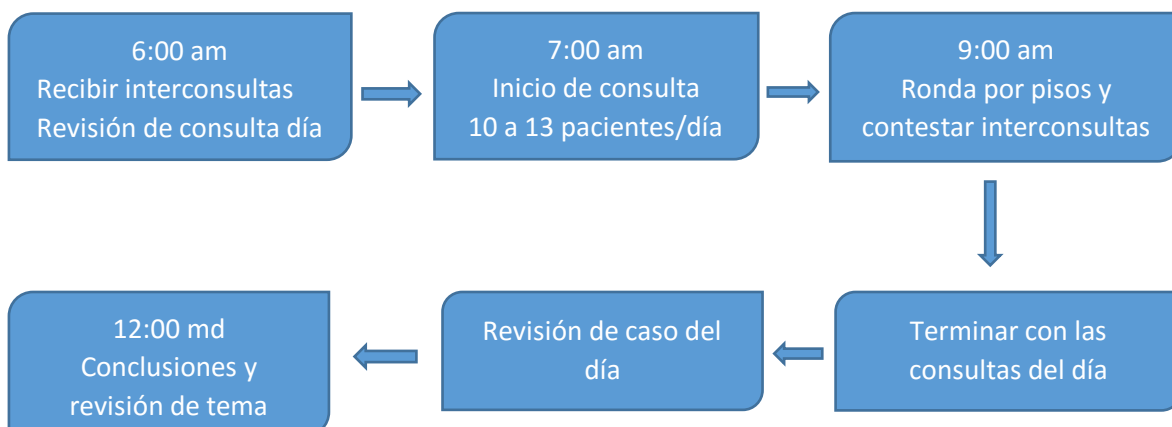 6:00 am
Recibir interconsultas
Revisión de consulta día
7:00 am
Inicio de consulta
10 a 13 pacientes/día
9:00 am
Ronda por pisos y
contestar interconsultas
Terminar con las
consultas del día
Revisión de caso del
día
12:00 md
Conclusiones y
revisión de tema